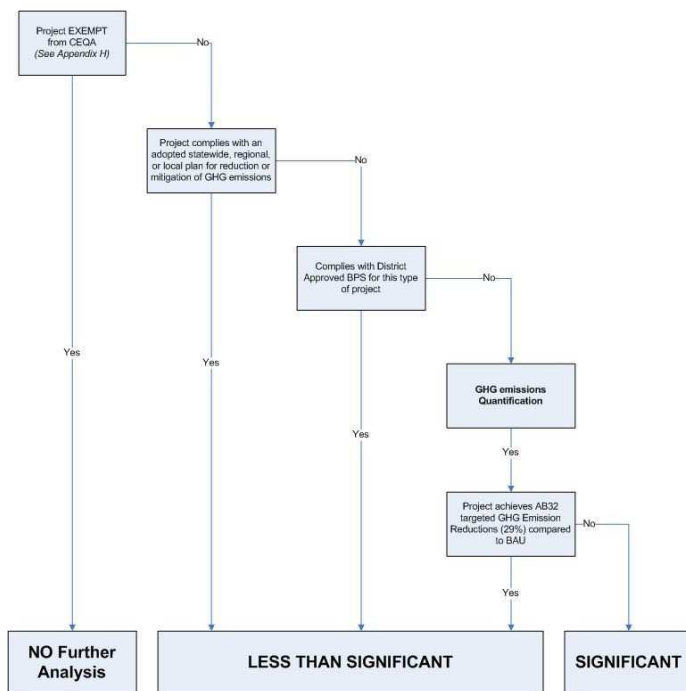 Project EXEMPT
from CEQA
(See Appendix H)
No
Project complies with an
adopted statewide, regional,
or local plan for reduction or
mitigation of GHG emissions
No
Complies with District
Approved BPS for this type
of project
No
Yes
Yes
GHG emissions
Quantification
Yes
Yes
Project achieves AB32
targeted GHG Emission
Reductions (29%) compared
to BAU
No
Yes
NO Further
Analysis
LESS THAN SIGNIFICANT
SIGNIFICANT